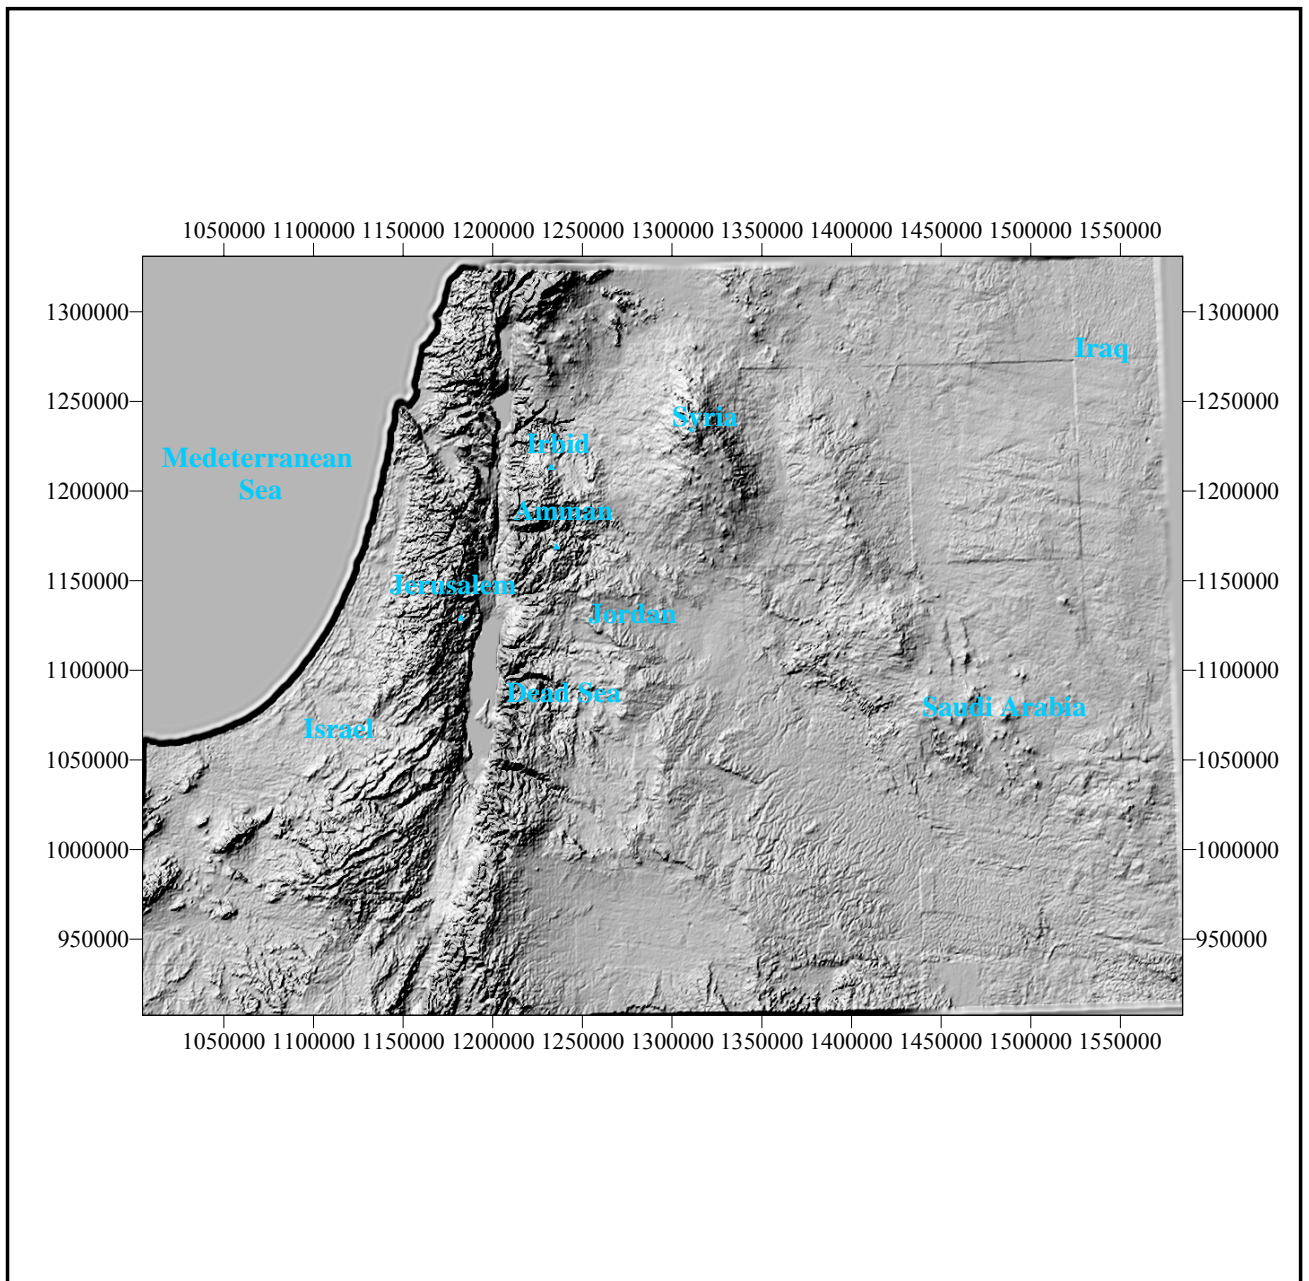 1050000 1100000 1150000 1200000 1250000 1300000 1350000 1400000 1450000 1500000 1550000
1300000 1300000
Iraq
1250000 1250000
Syria
Irbid
Medeterranean
Sea
1200000 1200000
Amman
1150000 1150000
Jerusalem
Jordan
1100000 1100000
Dead Sea
Saudi Arabia
Israel
1050000 1050000
1000000 1000000
950000 950000
1050000 1100000 1150000 1200000 1250000 1300000 1350000 1400000 1450000 1500000 1550000